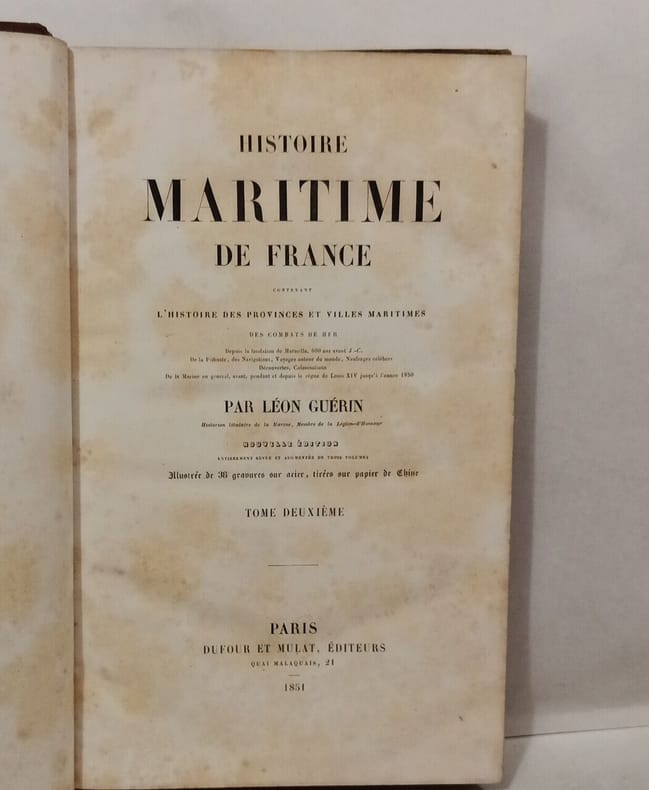 HISTOIRE
MARITIME
DE FRANCE
CONTENANT
L'HISTOIRE DES PROVINCES ET VILLES MARITIMES
DES COMBATS DE MER
Depuis la fondation de Marseille, 600 ans avant J.-C.
De la Flibuste, des Navigations, Voyages autour du monde, Naufrages célèbres
Découvertes, Colonisations
De la Marine en général, avant, pendant et depuis le règne de Louis XIV jusqu'à l'année 1850
PAR LÉON GUÉRIN
Historien titulaire de la Marine, Membre de la Légion-d'Honneur
NOUVELLE ÉDITION
ENTIÈREMENT REVUE ET AUGMENTÉE DE TROIS VOLUMES
Illustrée de 38 gravures sur acier, tirées sur papier de Chine
TOME DEUXIÈME
PARIS
DUFOUR ET MULAT, ÉDITEURS
QUAI MALAQUAIS, 21
1851